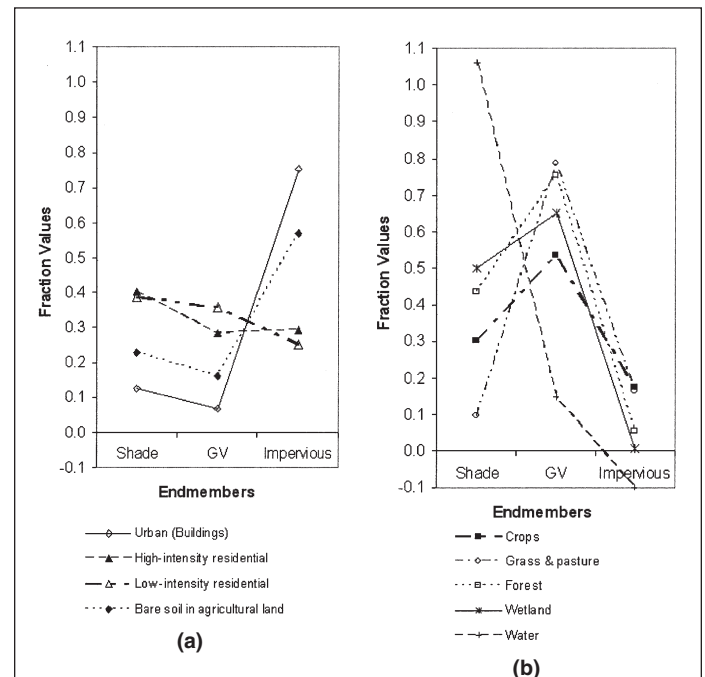 1.1
1.0
0.9
0.8
0.7
0.6
0.5
0.4
0.3
0.2
0.1
0.0
-0.1
Fraction Values
Shade GV Impervious
Endmembers
Urban (Buildings)
High-intensity residential
Low-intensity residential
Bare soil in agricultural land
(a)
1.1
1.0
0.9
0.8
0.7
0.6
0.5
0.4
0.3
0.2
0.1
0.0
-0.1
Fraction Values
Shade GV Impervious
Endmembers
Crops
Grass & pasture
Forest
Wetland
Water
(b)